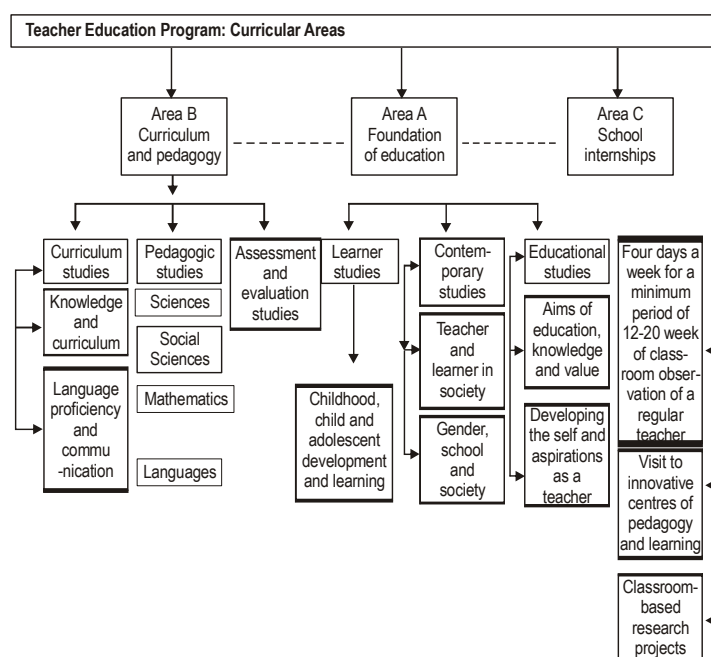 Teacher Education Program: Curricular Areas
Area B
Curriculum
and pedagogy
Area A
Foundation
of education
Area C
School
internships
Curriculum
studies
Knowledge
and
curriculum
Language
proficiency
and
commu
-nication
Pedagogic
studies
Sciences
Social
Sciences
Mathematics
Languages
Assessment
and
evaluation
studies
Learner
studies
Childhood,
child and
adolescent
development
and learning
Contem-
porary
studies
Teacher
and
learner in
society
Gender,
school
and
society
Educational
studies
Aims of
education,
knowledge
and value
Developing
the self and
aspirations
as a
teacher
Four days a
week for a
minimum
period of
12-20 week
of class-
room obser-
vation of a
regular
teacher
Visit to
innovative
centres of
pedagogy
and learning
Classroom-
based
research
projects